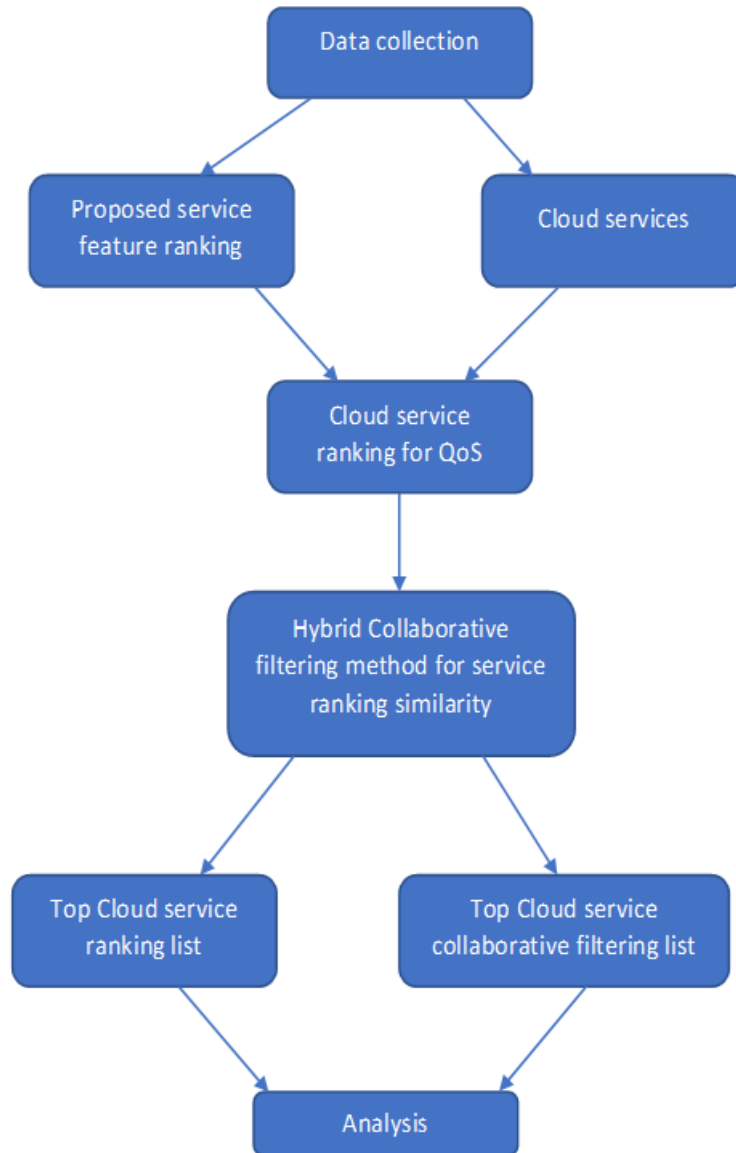 Data collection
Proposed service
feature ranking
Cloud services
Cloud service
ranking for QoS
Hybrid Collaborative
filtering method for service
ranking similarity
Top Cloud service
ranking list
Top Cloud service
collaborative filtering list
Analysis